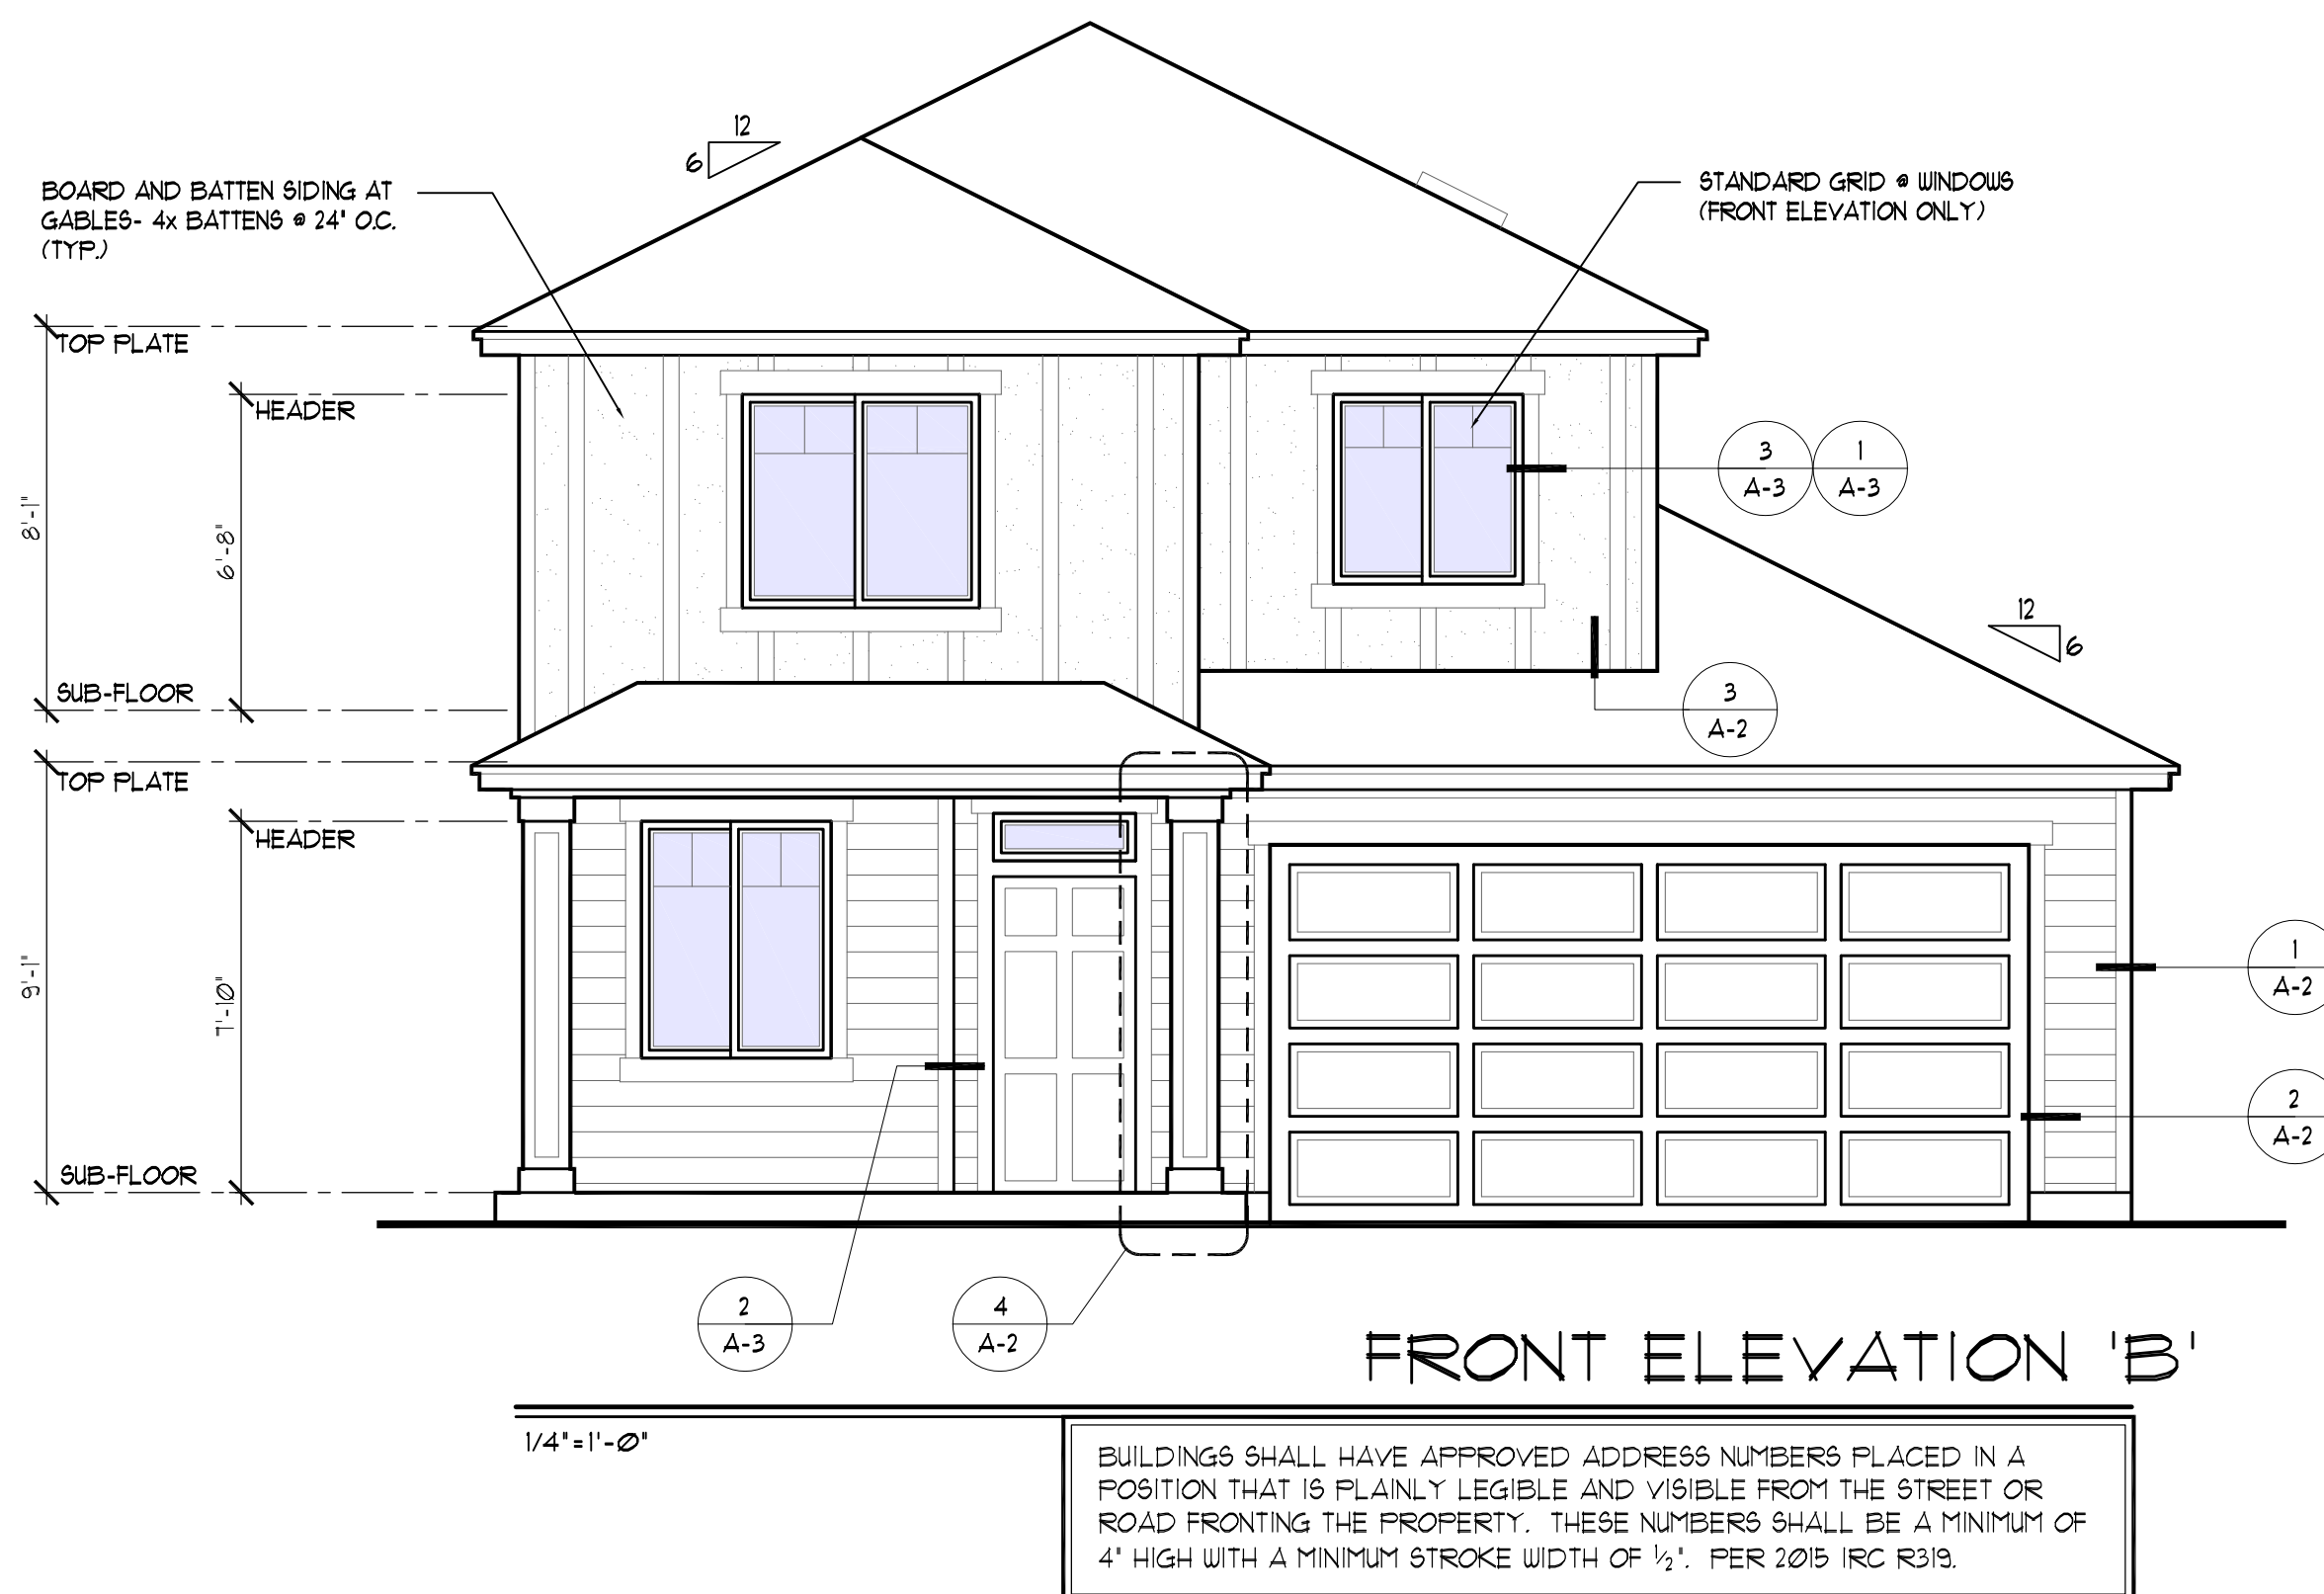 12
6
BOARD AND BATTEN SIDING AT
GABLES- 4x BATTENS @ 24" O.C.
(TYP.)
STANDARD GRID @ WINDOWS
(FRONT ELEVATION ONLY)
TOP PLATE
HEADER
8'-1"
6'-8"
3
A-3
1
A-3
12
6
SUB-FLOOR
3
A-2
TOP PLATE
HEADER
9'-1"
7'-10"
1
A-2
2
A-2
SUB-FLOOR
2
A-3
4
A-2
FRONT ELEVATION 'B'
1/4"=1'-0"
BUILDINGS SHALL HAVE APPROVED ADDRESS NUMBERS PLACED IN A
POSITION THAT IS PLAINLY LEGIBLE AND VISIBLE FROM THE STREET OR
ROAD FRONTING THE PROPERTY. THESE NUMBERS SHALL BE A MINIMUM OF
4" HIGH WITH A MINIMUM STROKE WIDTH OF ½". PER 2015 IRC R319.